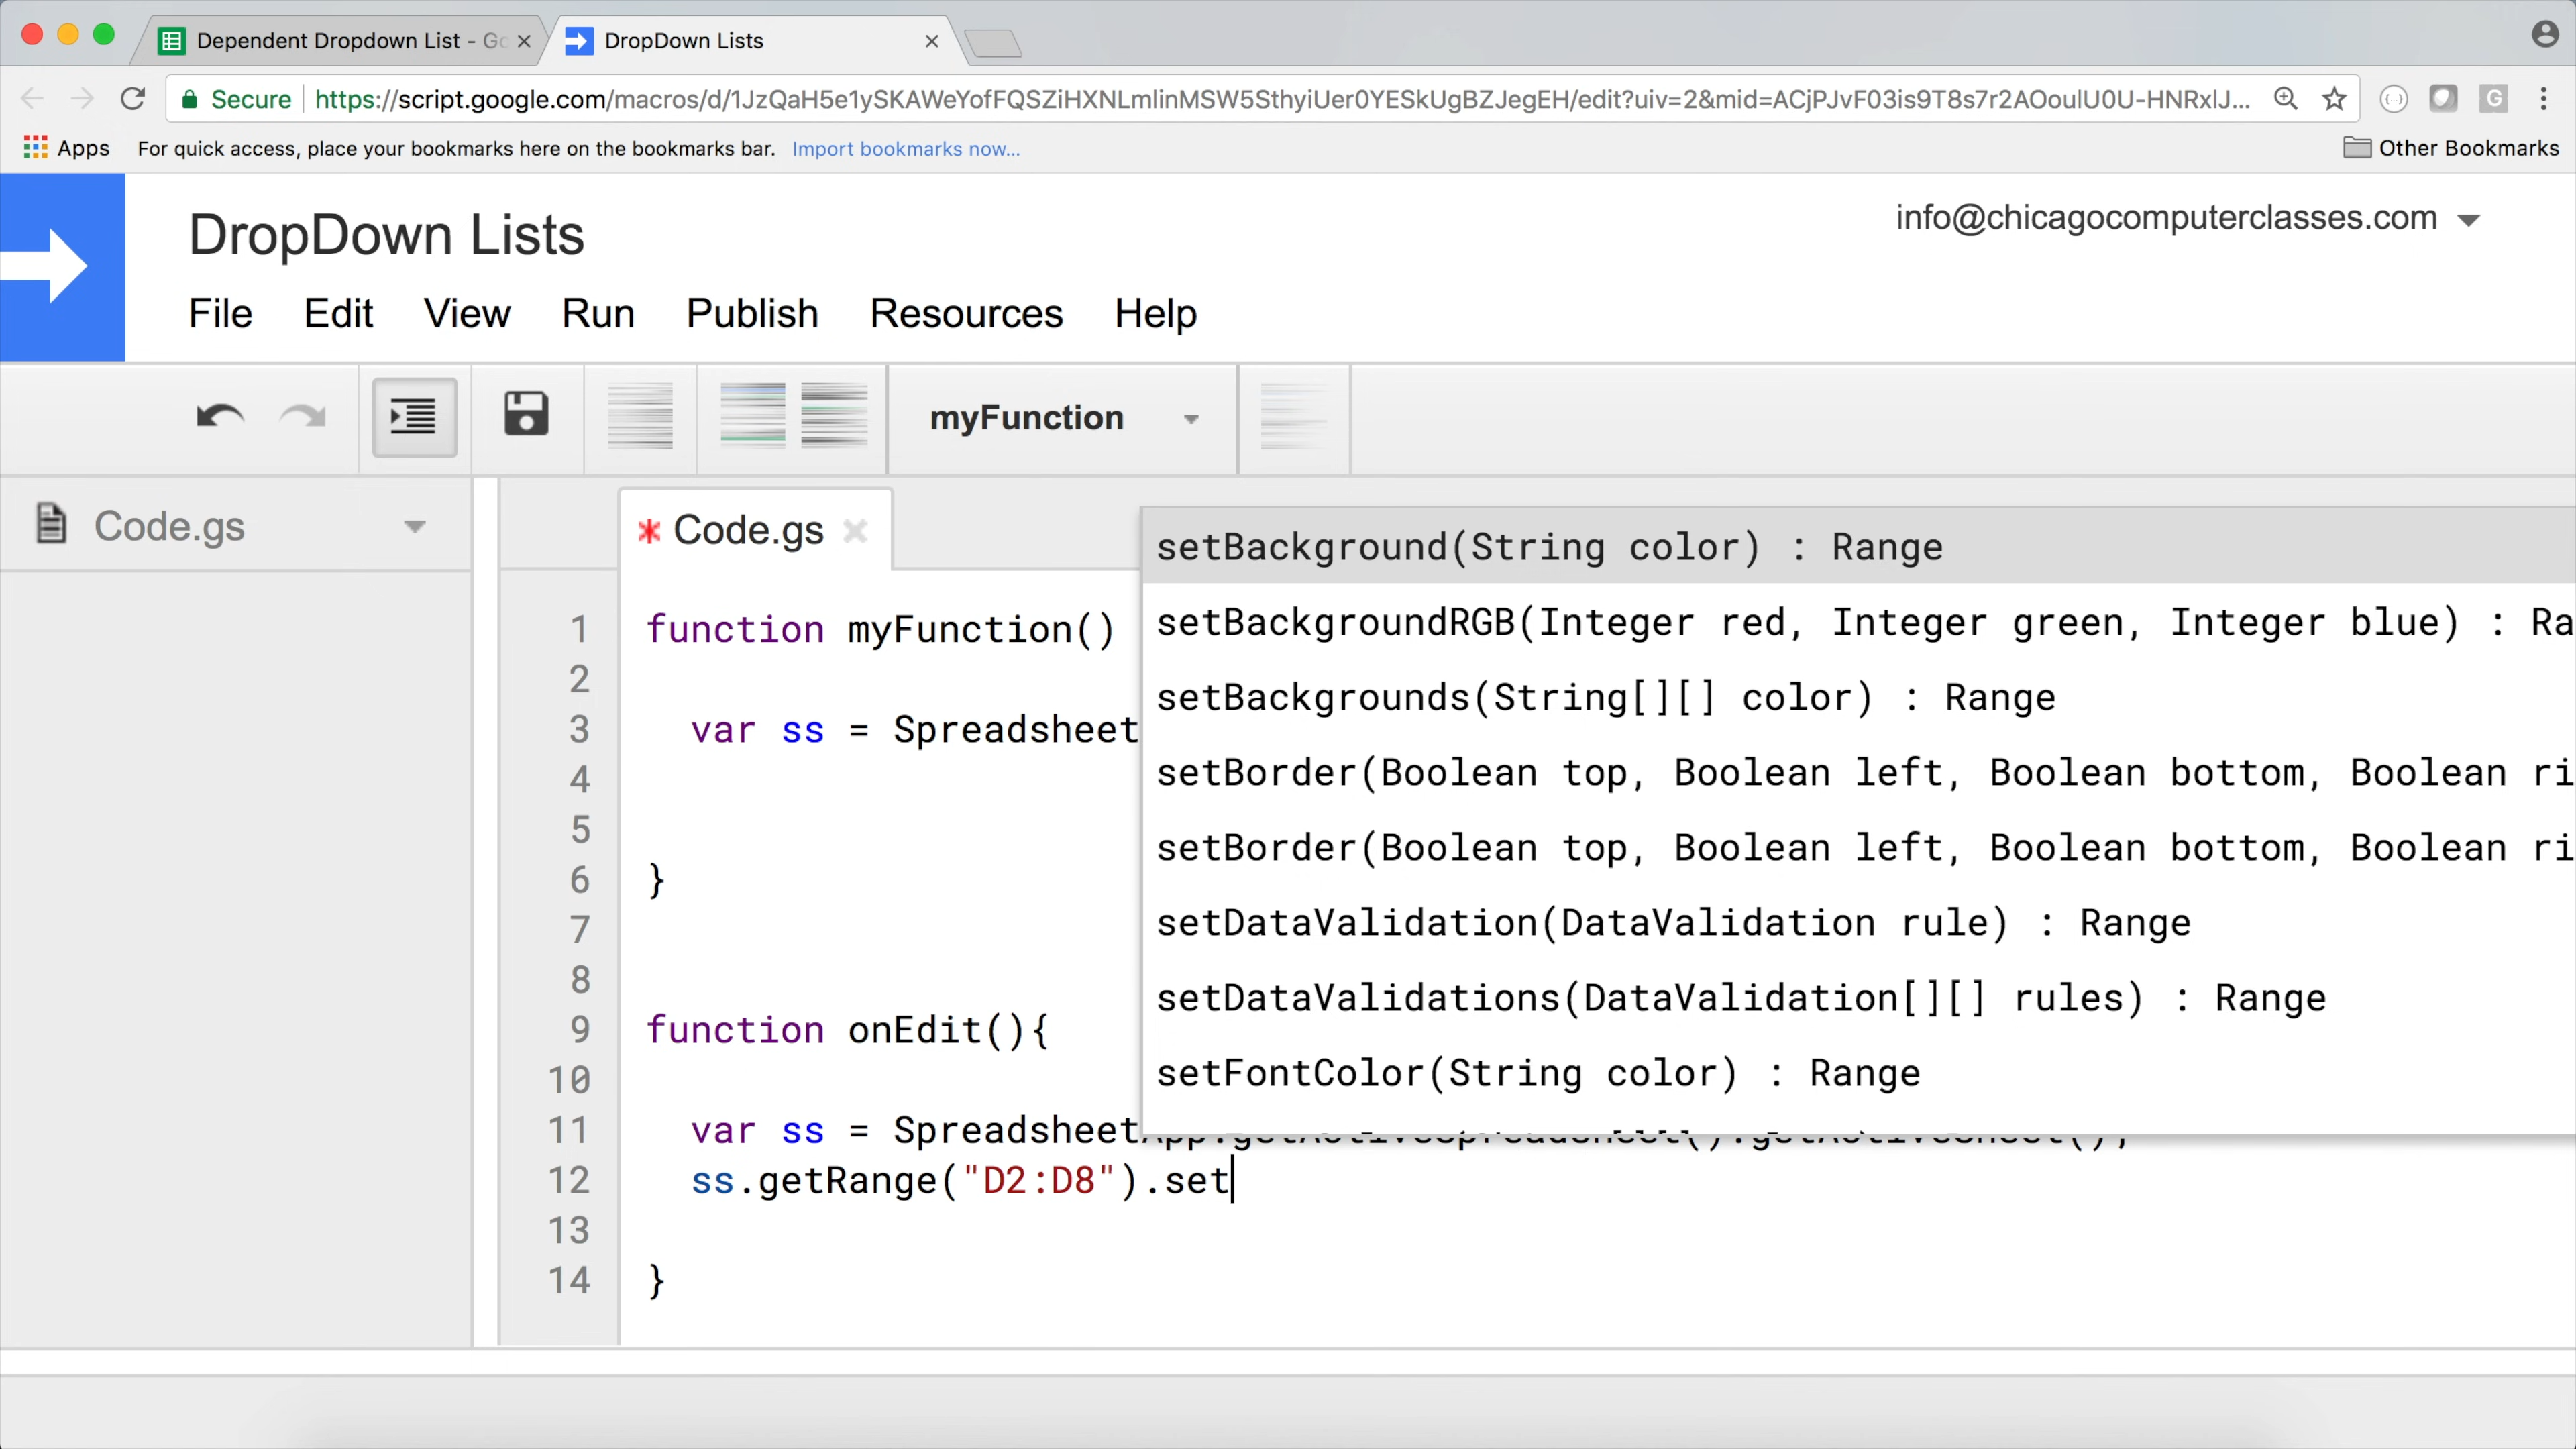 Dependent Dropdown List - Go
DropDown Lists
Secure
https://script.google.com/macros/d/1JzQaH5e1ySKAWeYofFQSZiHXNLmlinMSW5SthyiUer0YESkUgBZJegEH/edit?uiv=2&mid=ACjPJvF03is9T8s7r2AOoulU0U-HNRxlJ...
Apps
For quick access, place your bookmarks here on the bookmarks bar. Import bookmarks now...
Other Bookmarks
DropDown Lists
info@chicagocomputerclasses.com
File Edit View Run Publish Resources Help
myFunction
Code.gs
* Code.gs
setBackground(String color) : Range
setBackgroundRGB(Integer red, Integer green, Integer blue) : Ra
setBackgrounds(String[][] color) : Range
setBorder(Boolean top, Boolean left, Boolean bottom, Boolean ri
setBorder(Boolean top, Boolean left, Boolean bottom, Boolean ri
setDataValidation(DataValidation rule) : Range
setDataValidations(DataValidation[][] rules) : Range
setFontColor(String color) : Range
1 function myFunction()
2
3 var ss = Spreadsheet
4
5
6 }
7
8
9 function onEdit(){
10
11 var ss = SpreadsheetApp.getActiveSpreadsheet().getActiveSheet();
12 ss.getRange("D2:D8").set
13
14 }